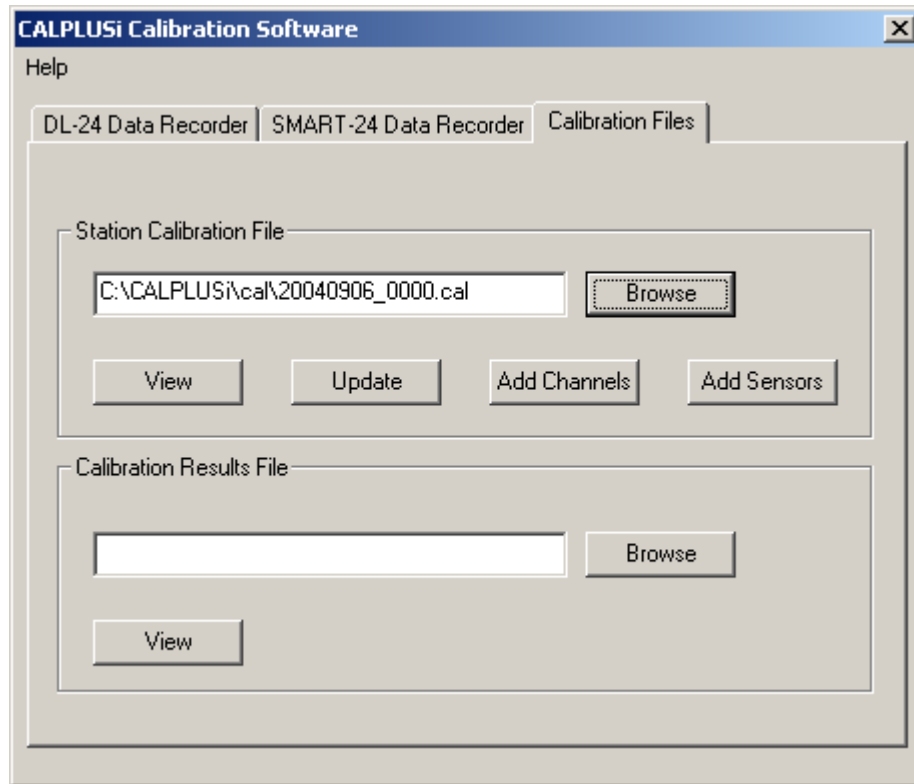 CALPLUSi Calibration Software
Help
DL-24 Data Recorder SMART-24 Data Recorder Calibration Files
Station Calibration File
C:\CALPLUSi\cal\20040906_0000.cal Browse
View Update Add Channels Add Sensors
Calibration Results File
Browse
View